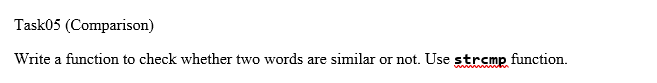 Task05 (Comparison)
Write a function to check whether two words are similar or not. Use strcmp function.